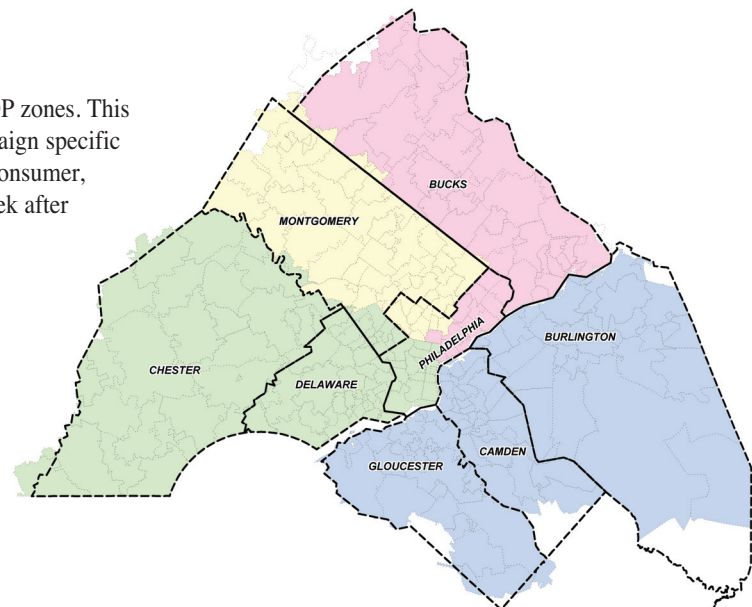 P zones. This
aign specific
onsumer,
ek after
BUCKS
MONTGOMERY
PHILADELPHIA
BURLINGTON
CHESTER
DELAWARE
CAMDEN
GLOUCESTER